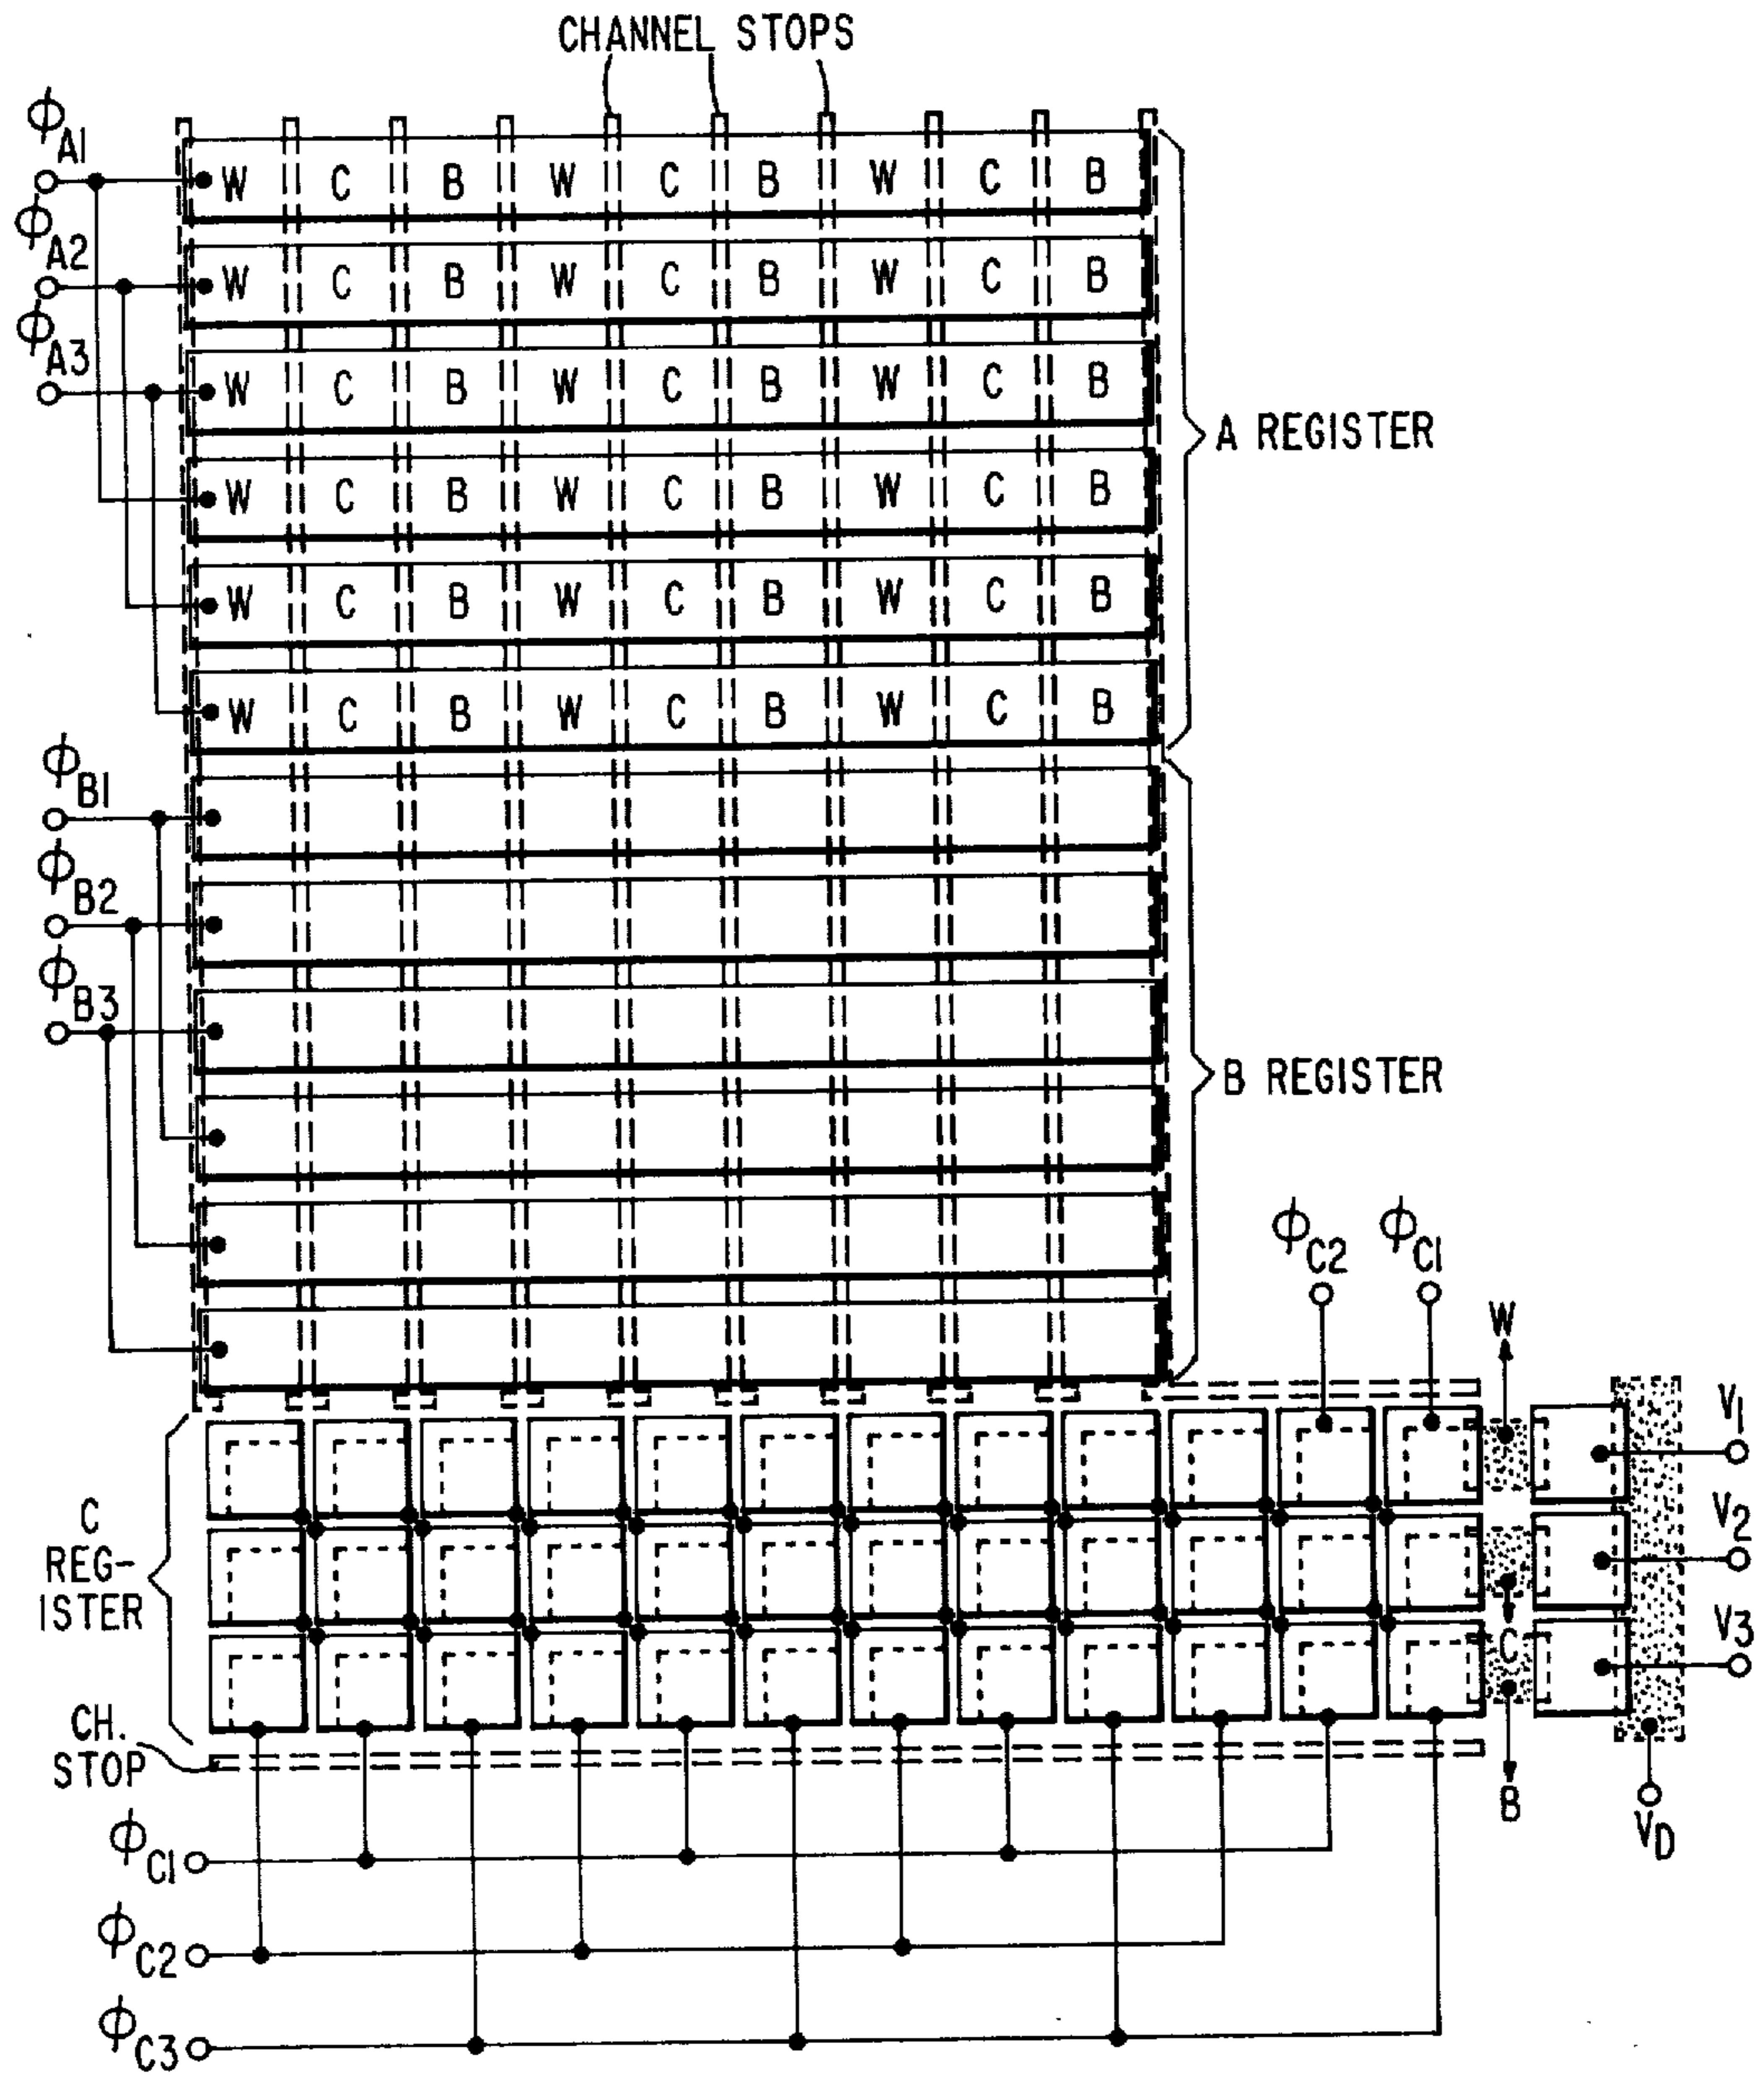 CHANNEL STOPS
ϕA1
ϕA2
ϕA3
W C B W C B W C B
W C B W C B W C B
W C B W C B W C B
W C B W C B W C B
W C B W C B W C B
W C B W C B W C B
A REGISTER
ϕB1
ϕB2
ϕB3
B REGISTER
ϕC2
ϕC1
W
V1
V2
V3
C
B
VD
C
REG-
ISTER
CH.
STOP
ϕC1
ϕC2
ϕC3